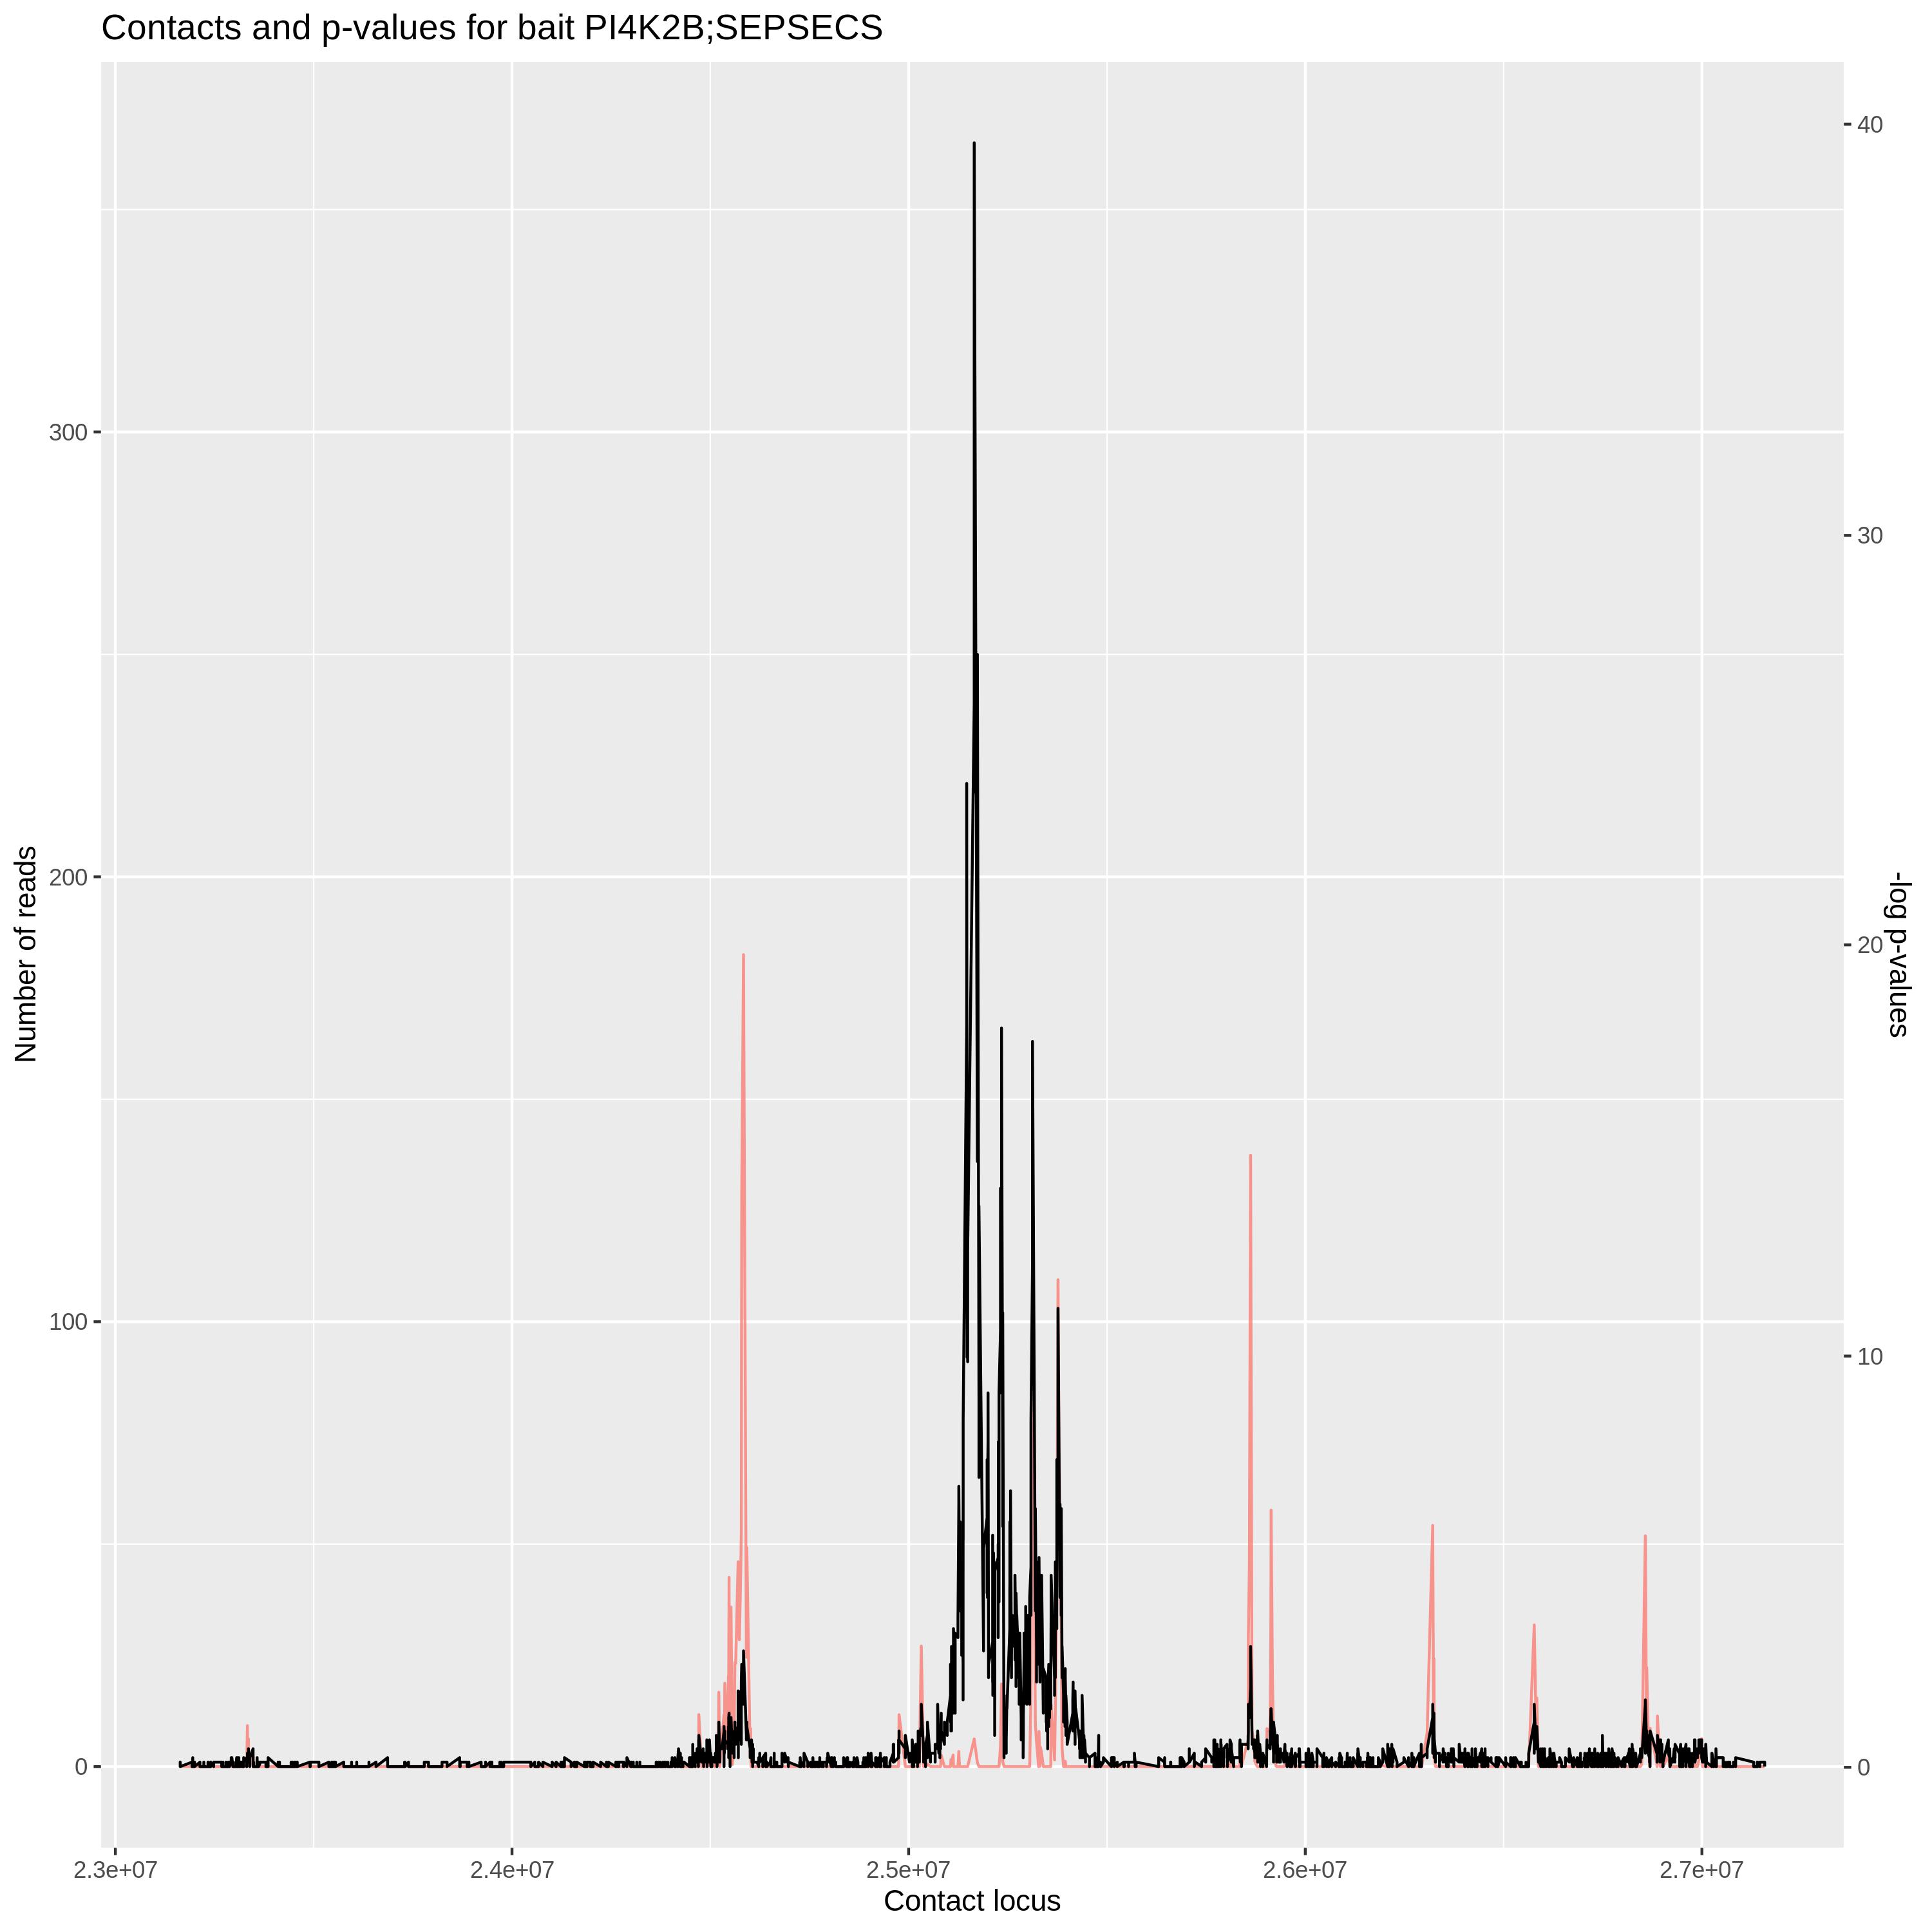 Contacts and p-values for bait PI4K2B;SEPSECS
Number of reads
300
200
100
0
40
30
20
10
0
-log p-values
2.3e+07
2.4e+07
2.5e+07
2.6e+07
2.7e+07
Contact locus